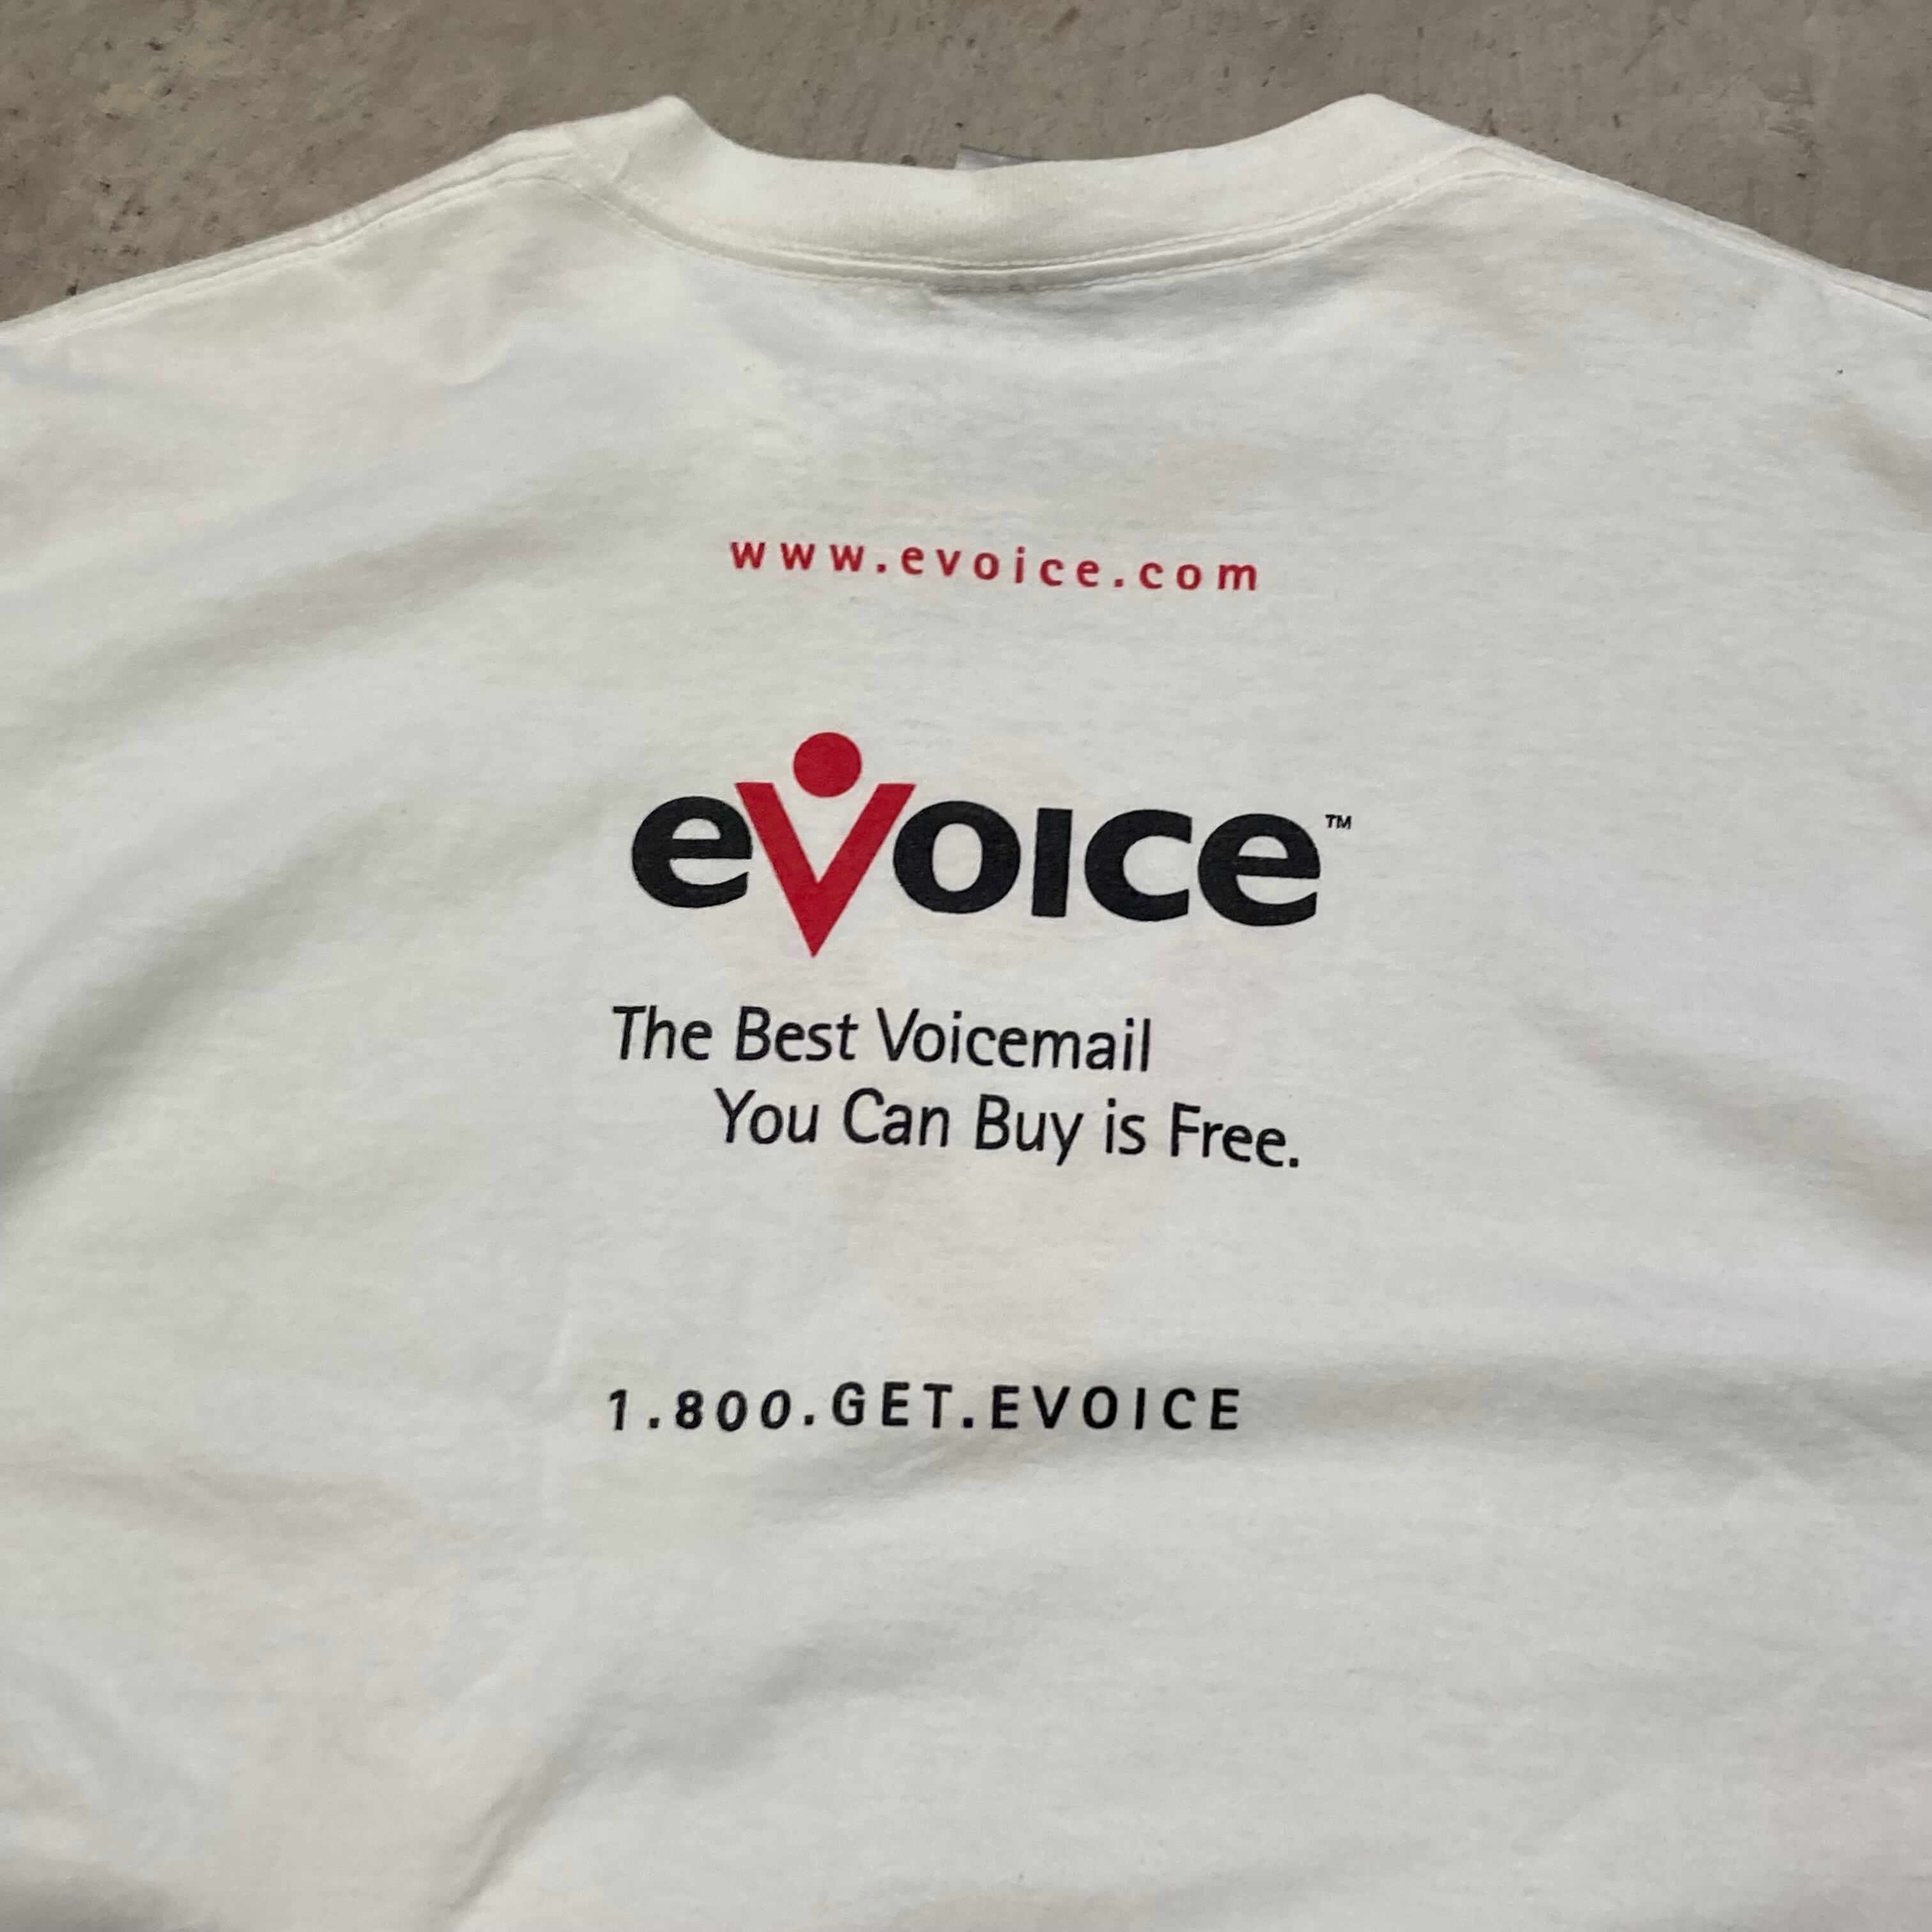 www.evoice.com
evoice™
The Best Voicemail
You Can Buy is Free.
1.800.GET.EVOICE